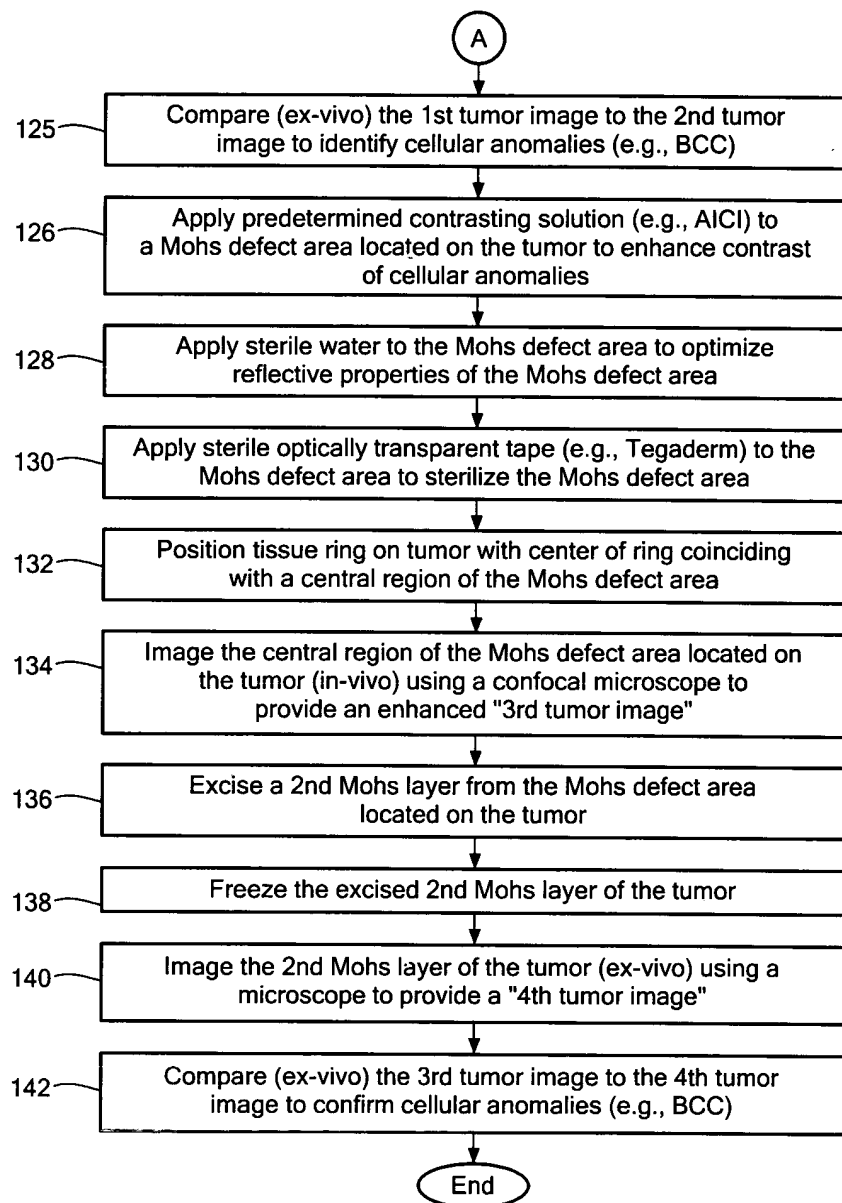 A
125
Compare (ex-vivo) the 1st tumor image to the 2nd tumor
image to identify cellular anomalies (e.g., BCC)
126
Apply predetermined contrasting solution (e.g., AICI) to
a Mohs defect area located on the tumor to enhance contrast
of cellular anomalies
128
Apply sterile water to the Mohs defect area to optimize
reflective properties of the Mohs defect area
130
Apply sterile optically transparent tape (e.g., Tegaderm) to the
Mohs defect area to sterilize the Mohs defect area
132
Position tissue ring on tumor with center of ring coinciding
with a central region of the Mohs defect area
134
Image the central region of the Mohs defect area located on
the tumor (in-vivo) using a confocal microscope to
provide an enhanced "3rd tumor image"
136
Excise a 2nd Mohs layer from the Mohs defect area
located on the tumor
138
Freeze the excised 2nd Mohs layer of the tumor
140
Image the 2nd Mohs layer of the tumor (ex-vivo) using a
microscope to provide a "4th tumor image"
142
Compare (ex-vivo) the 3rd tumor image to the 4th tumor
image to confirm cellular anomalies (e.g., BCC)
End